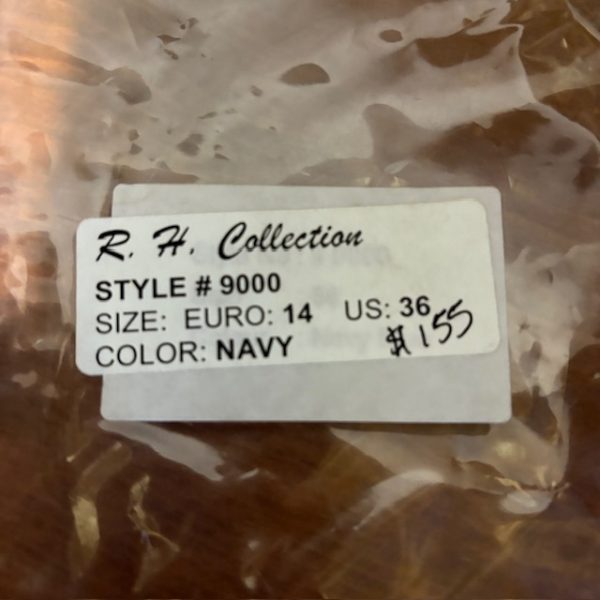 R. H. Collection
STYLE # 9000
SIZE: EURO: 14 US: 36
$155
COLOR: NAVY